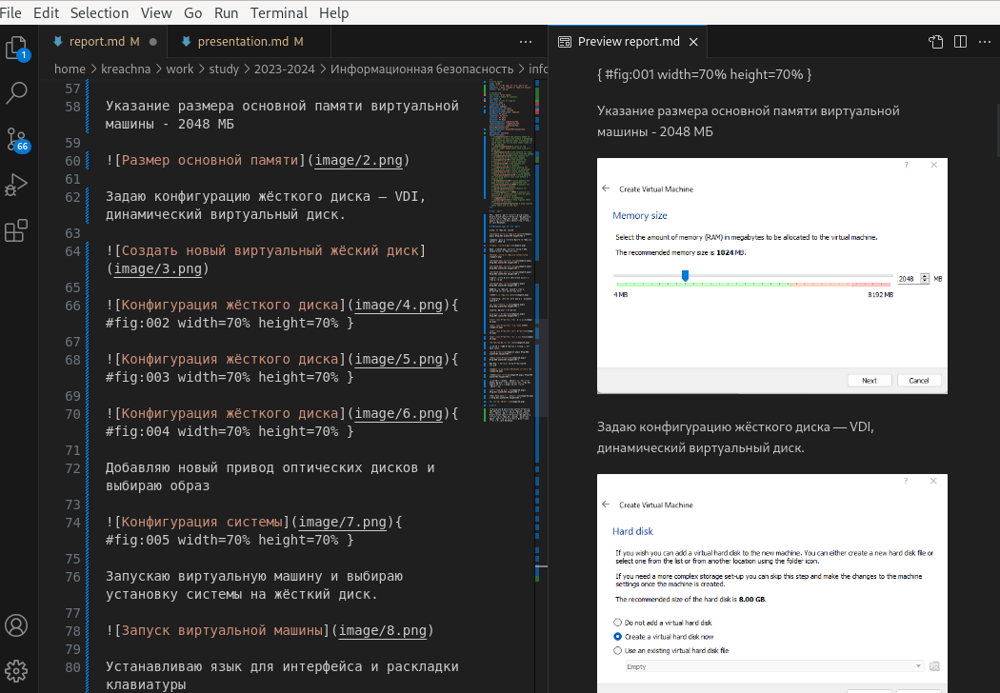 File Edit Selection View Go Run Terminal Help
report.md M
presentation.md M
Preview report.md
home > kreachna > work > study > 2023-2024 > Информационная безопасность > info
1
66
57
58 Указание размера основной памяти виртуальной
машины - 2048 МБ
59
60 ![Размер основной памяти](image/2.png)
61
62 Задаю конфигурацию жёсткого диска — VDI,
динамический виртуальный диск.
63
64 ![Создать новый виртуальный жёский диск]
(image/3.png)
65
66 ![Конфигурация жёсткого диска](image/4.png){
#fig:002 width=70% height=70% }
67
68 ![Конфигурация жёсткого диска](image/5.png){
#fig:003 width=70% height=70% }
69
70 ![Конфигурация жёсткого диска](image/6.png){
#fig:004 width=70% height=70% }
71
72 Добавляю новый привод оптических дисков и
выбираю образ
73
74 ![Конфигурация системы](image/7.png){
#fig:005 width=70% height=70% }
75
76 Запускаю виртуальную машину и выбираю
установку системы на жёсткий диск.
77
78 ![Запуск виртуальной машины](image/8.png)
79
80 Устанавливаю язык для интерфейса и раскладки
клавиатуры
{ #fig:001 width=70% height=70% }
Указание размера основной памяти виртуальной
машины - 2048 МБ
?
Create Virtual Machine
Memory size
Select the amount of memory (RAM) in megabytes to be allocated to the virtual machine.
The recommended memory size is 1024 MB.
2048 MB
4 MB 8192 MB
Next Cancel
Задаю конфигурацию жёсткого диска — VDI,
динамический виртуальный диск.
?
Create Virtual Machine
Hard disk
If you wish you can add a virtual hard disk to the new machine. You can either create a new hard disk file or
select one from the list or from another location using the folder icon.
If you need a more complex storage set-up you can skip this step and make the changes to the machine
settings once the machine is created.
The recommended size of the hard disk is 8.00 GB.
Do not add a virtual hard disk
Create a virtual hard disk now
Use an existing virtual hard disk file
Empty